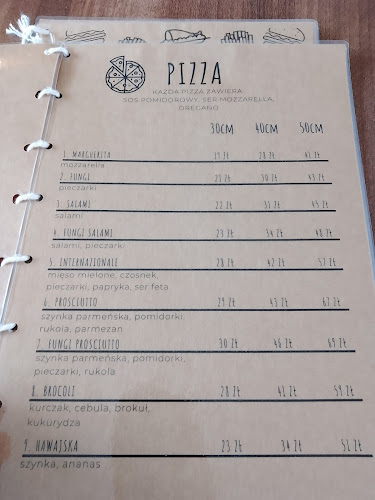 PIZZA
KAŻDA PIZZA ZAWIERA
SOS POMIDOROWY, SER MOZZARELLA,
OREGANO
30CM 40CM 50CM
1. MARGHERITA 19 ZŁ 28 ZŁ 41 ZŁ
mozzarella
2. FUNGI 21 ZŁ 30 ZŁ 43 ZŁ
pieczarki
3. SALAMI 22 ZŁ 31 ZŁ 45 ZŁ
salami
4. FUNGI SALAMI 23 ZŁ 34 ZŁ 48 ZŁ
salami, pieczarki
5. INTERNAZIONALE 28 ZŁ 42 ZŁ 57 ZŁ
mięso mielone, czosnek,
pieczarki, papryka, ser feta
6. PROSCIUTTO 29 ZŁ 43 ZŁ 67 ZŁ
szynka parmeńska, pomidorki,
rukola, parmezan
7. FUNGI PROSCIUTTO 30 ZŁ 46 ZŁ 69 ZŁ
szynka parmeńska, pomidorki,
pieczarki, rukola
8. BROCOLI 28 ZŁ 41 ZŁ 59 ZŁ
kurczak, cebula, brokuł,
kukurydza
9. HAWAJSKA 23 ZŁ 34 ZŁ 51 ZŁ
szynka, ananas